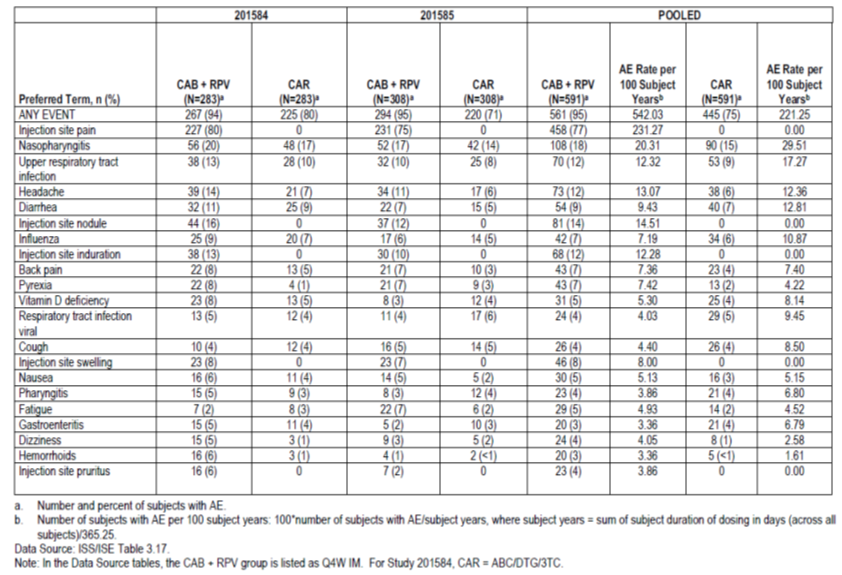 201584 201585 POOLED
Preferred Term, n (%) CAB + RPV (N=283)a CAR (N=283)a CAB + RPV (N=308)a CAR (N=308)a CAB + RPV (N=591)a AE Rate per 100 Subject Yearsb CAR (N=591)a AE Rate per 100 Subject Yearsb
ANY EVENT 267 (94) 225 (80) 294 (95) 220 (71) 561 (95) 542.03 445 (75) 221.25
Injection site pain 227 (80) 0 231 (75) 0 458 (77) 231.27 0 0.00
Nasopharyngitis 56 (20) 48 (17) 52 (17) 42 (14) 108 (18) 20.31 90 (15) 29.51
Upper respiratory tract infection 38 (13) 28 (10) 32 (10) 25 (8) 70 (12) 12.32 53 (9) 17.27
Headache 39 (14) 21 (7) 34 (11) 17 (6) 73 (12) 13.07 38 (6) 12.36
Diarrhea 32 (11) 25 (9) 22 (7) 15 (5) 54 (9) 9.43 40 (7) 12.81
Injection site nodule 44 (16) 0 37 (12) 0 81 (14) 14.51 0 0.00
Influenza 25 (9) 20 (7) 17 (6) 14 (5) 42 (7) 7.19 34 (6) 10.87
Injection site induration 38 (13) 0 30 (10) 0 68 (12) 12.28 0 0.00
Back pain 22 (8) 13 (5) 21 (7) 10 (3) 43 (7) 7.36 23 (4) 7.40
Pyrexia 22 (8) 4 (1) 21 (7) 9 (3) 43 (7) 7.42 13 (2) 4.22
Vitamin D deficiency 23 (8) 13 (5) 8 (3) 12 (4) 31 (5) 5.30 25 (4) 8.14
Respiratory tract infection viral 13 (5) 12 (4) 11 (4) 17 (6) 24 (4) 4.03 29 (5) 9.45
Cough 10 (4) 12 (4) 16 (5) 14 (5) 26 (4) 4.40 26 (4) 8.50
Injection site swelling 23 (8) 0 23 (7) 0 46 (8) 8.00 0 0.00
Nausea 16 (6) 11 (4) 14 (5) 5 (2) 30 (5) 5.13 16 (3) 5.15
Pharyngitis 15 (5) 9 (3) 8 (3) 12 (4) 23 (4) 3.86 21 (4) 6.80
Fatigue 7 (2) 8 (3) 22 (7) 6 (2) 29 (5) 4.93 14 (2) 4.52
Gastroenteritis 15 (5) 11 (4) 5 (2) 10 (3) 20 (3) 3.36 21 (4) 6.79
Dizziness 15 (5) 3 (1) 9 (3) 5 (2) 24 (4) 4.05 8 (1) 2.58
Hemorrhoids 16 (6) 3 (1) 4 (1) 2 (<1) 20 (3) 3.36 5 (<1) 1.61
Injection site pruritus 16 (6) 0 7 (2) 0 23 (4) 3.86 0 0.00
a. Number and percent of subjects with AE.
b. Number of subjects with AE per 100 subject years: 100*number of subjects with AE/subject years, where subject years = sum of subject duration of dosing in days (across all
subjects)/365.25.
Data Source: ISS/ISE Table 3.17.
Note: In the Data Source tables, the CAB + RPV group is listed as Q4W IM. For Study 201584, CAR = ABC/DTG/3TC.